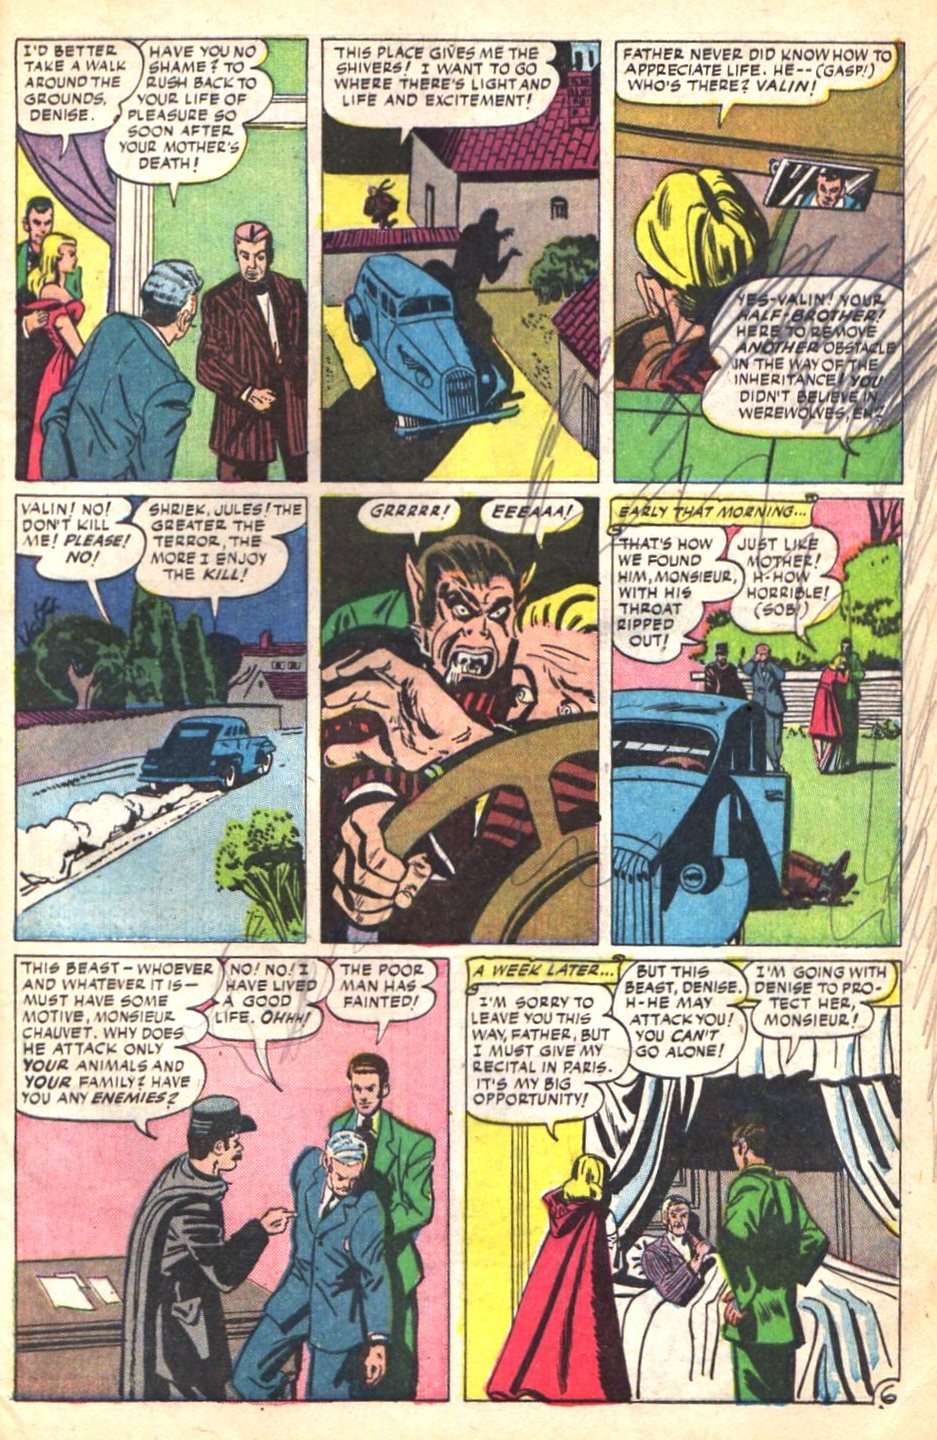 I'D BETTER
TAKE A WALK
AROUND THE
GROUNDS,
DENISE.
HAVE YOU NO
SHAME? TO
RUSH BACK TO
YOUR LIFE OF
PLEASURE SO
SOON AFTER
YOUR MOTHER'S
DEATH!
THIS PLACE GIVES ME THE
SHIVERS! I WANT TO GO
WHERE THERE'S LIGHT AND
LIFE AND EXCITEMENT!
FATHER NEVER DID KNOW HOW TO
APPRECIATE LIFE. HE-- (GASP!)
WHO'S THERE? VALIN!
YES-VALIN! YOUR
HALF-BROTHER!
HERE TO REMOVE
ANOTHER OBSTACLE
IN THE WAY OF THE
INHERITANCE! YOU
DIDN'T BELIEVE IN
WEREWOLVES, EH?
VALIN! NO!
DON'T KILL
ME! PLEASE!
NO!
SHRIEK, JULES! THE
GREATER THE
TERROR, THE
MORE I ENJOY
THE KILL!
GRRRRR!
EEEAAA!
EARLY THAT MORNING...
THAT'S HOW
WE FOUND
HIM, MONSIEUR,
WITH HIS
THROAT
RIPPED
OUT!
JUST LIKE
MOTHER!
H-HOW
HORRIBLE!
(SOB!)
THIS BEAST - WHOEVER
AND WHATEVER IT IS-
MUST HAVE SOME
MOTIVE, MONSIEUR
CHAUVET. WHY DOES
HE ATTACK ONLY
YOUR ANIMALS AND
YOUR FAMILY? HAVE
YOU ANY ENEMIES?
NO! NO! I
HAVE LIVED
A GOOD
LIFE. OHHH!
THE POOR
MAN HAS
FAINTED!
A WEEK LATER...
I'M SORRY TO
LEAVE YOU THIS
WAY, FATHER, BUT
I MUST GIVE MY
RECITAL IN PARIS.
IT'S MY BIG
OPPORTUNITY!
BUT THIS
BEAST, DENISE.
H-HE MAY
ATTACK YOU!
YOU CAN'T
GO ALONE!
I'M GOING WITH
DENISE TO PRO-
TECT HER,
MONSIEUR!
6